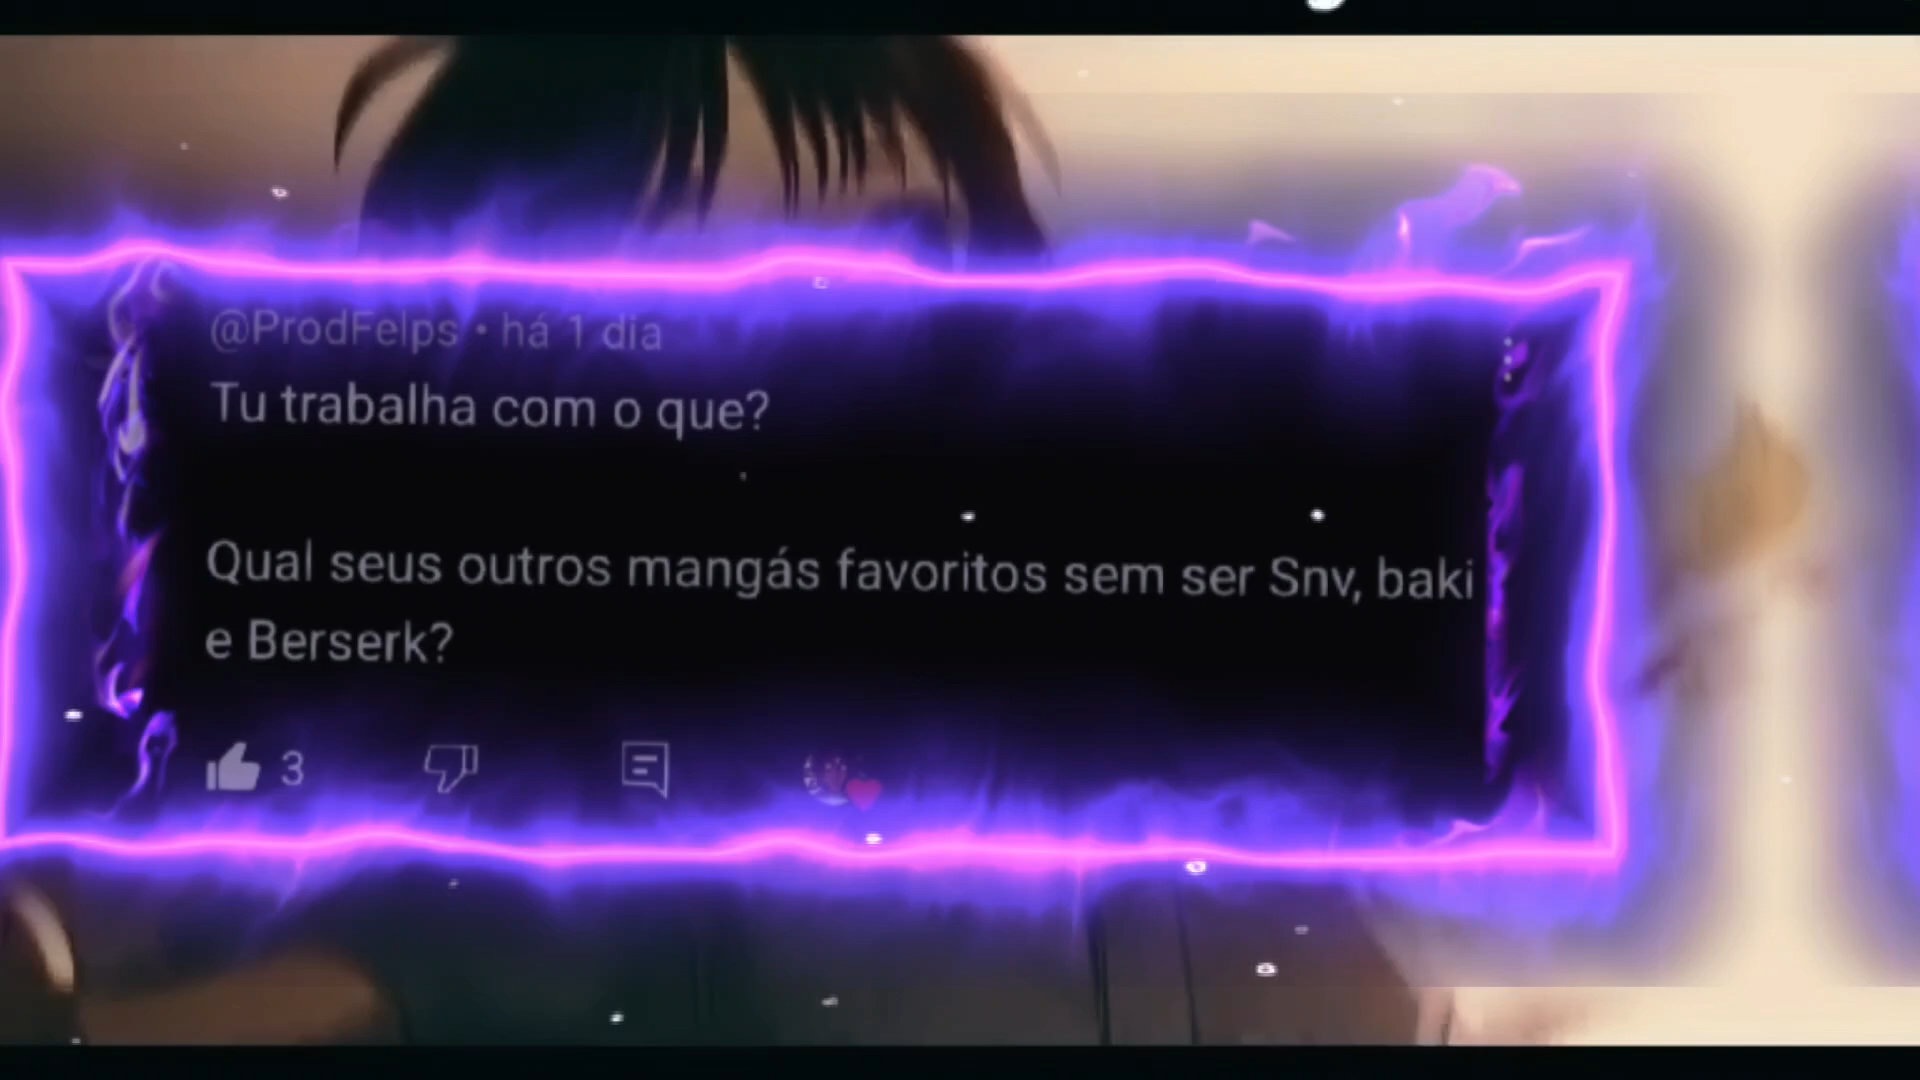 @ProdFelps • há 1 dia
Tu trabalha com o que?
Qual seus outros mangás favoritos sem ser Snv, baki
e Berserk?
3